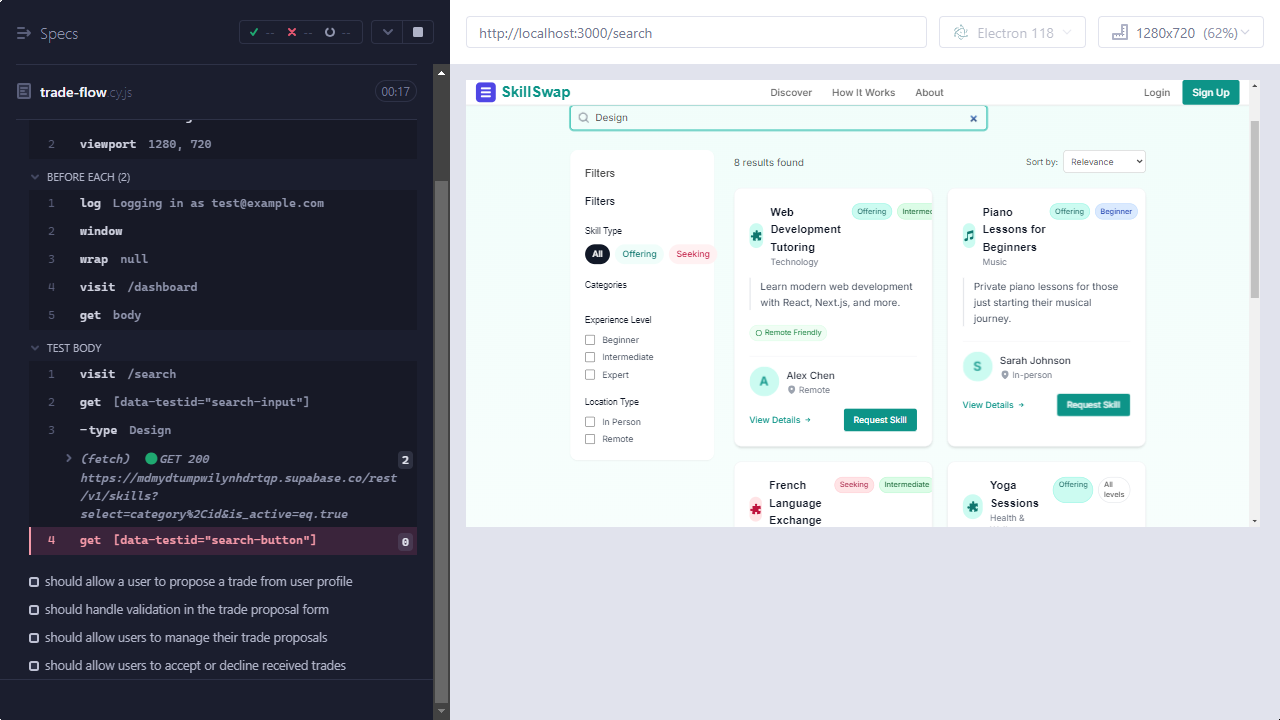 Specs
-- -- --
trade-flow.cy.js 00:17
2 viewport 1280, 720
BEFORE EACH (2)
1 log Logging in as test@example.com
2 window
3 wrap null
4 visit /dashboard
5 get body
TEST BODY
1 visit /search
2 get [data-testid="search-input"]
3 -type Design
(fetch) GET 200 2
https://mdmydtumpwilynhdrtqp.supabase.co/rest
/v1/skills?
select=category%2Cid&is_active=eq.true
4 get [data-testid="search-button"] 0
should allow a user to propose a trade from user profile
should handle validation in the trade proposal form
should allow users to manage their trade proposals
should allow users to accept or decline received trades
http://localhost:3000/search
Electron 118
1280x720 (62%)
SkillSwap
Discover How It Works About
Login Sign Up
Design
Filters
Filters
Skill Type
All Offering Seeking
Categories
Experience Level
Beginner
Intermediate
Expert
Location Type
In Person
Remote
8 results found
Sort by: Relevance
Web
Development
Tutoring
Technology
Offering Intermec
Learn modern web development
with React, Next.js, and more.
Remote Friendly
A
Alex Chen
Remote
View Details →
Request Skill
Piano
Lessons for
Beginners
Music
Offering Beginner
Private piano lessons for those
just starting their musical
journey.
S
Sarah Johnson
In-person
View Details →
Request Skill
French
Language
Exchange
Seeking Intermediate
Yoga
Sessions
Health &
Offering
All
levels